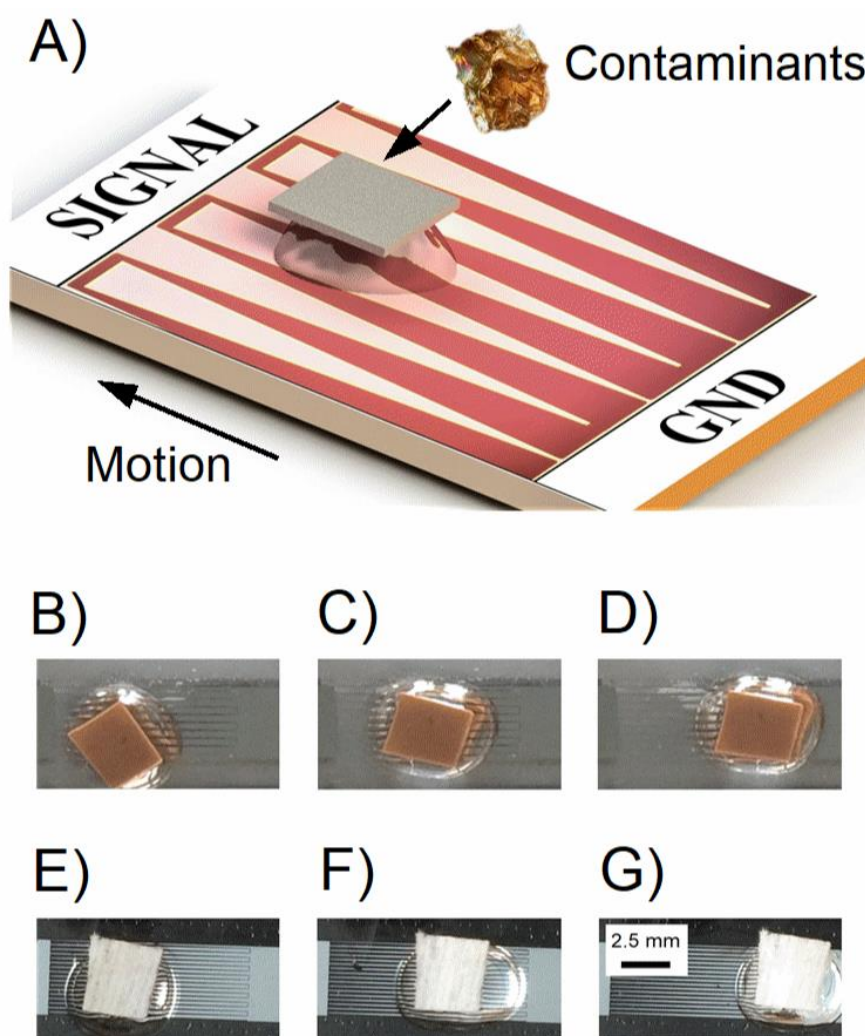 A)
Contaminants
SIGNAL
GND
Motion
B)
C)
D)
E)
F)
G)
2.5 mm